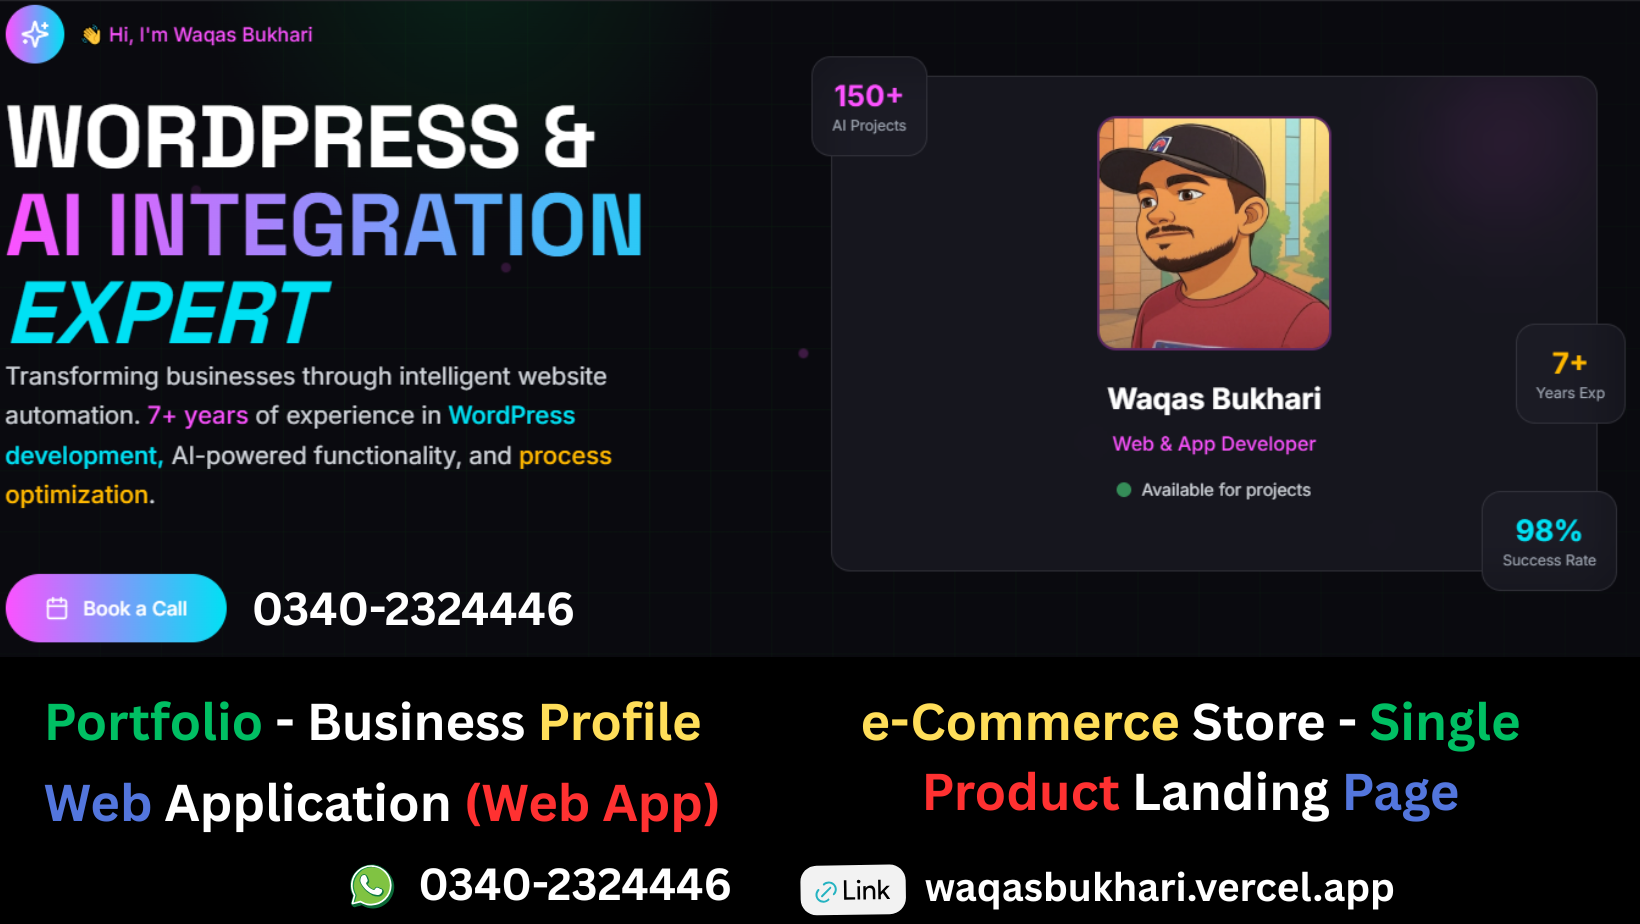 👋 Hi, I'm Waqas Bukhari
WORDPRESS &
AI INTEGRATION
EXPERT
Transforming businesses through intelligent website
automation. 7+ years of experience in WordPress
development, AI-powered functionality, and process
optimization.
Book a Call
0340-2324446
150+
AI Projects
Waqas Bukhari
Web & App Developer
Available for projects
7+
Years Exp
98%
Success Rate
Portfolio - Business Profile
Web Application (Web App)
e-Commerce Store - Single
Product Landing Page
0340-2324446
Link
waqasbukhari.vercel.app